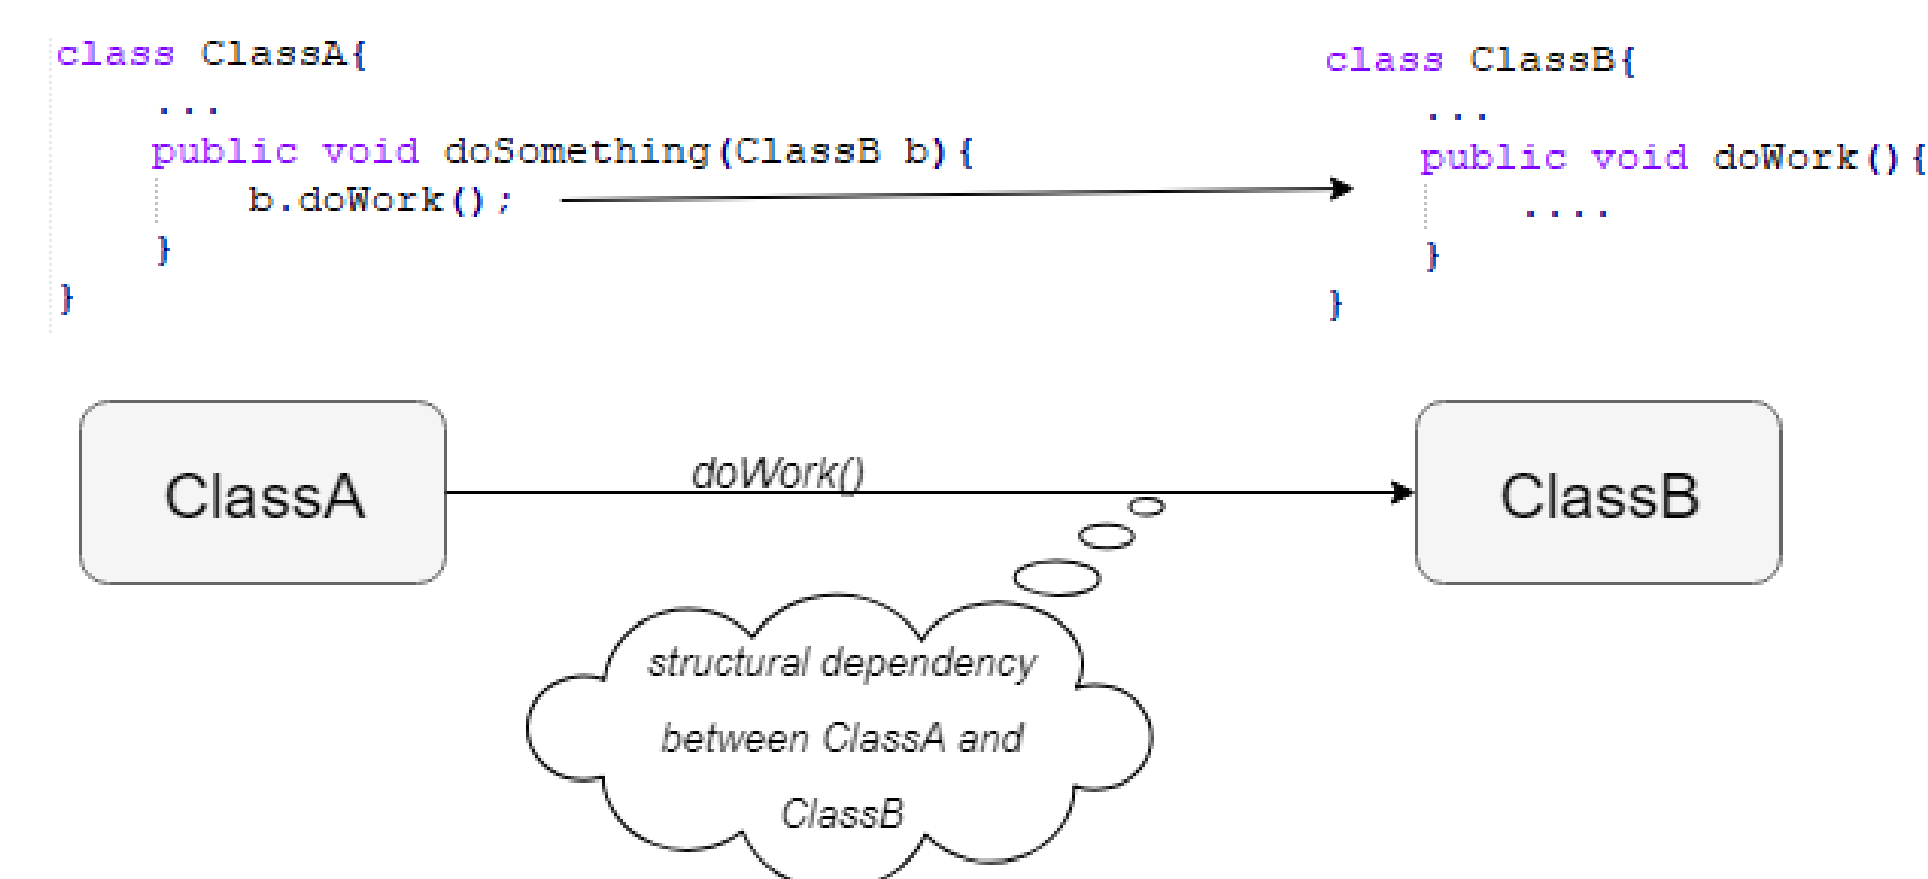 class ClassA{
...
public void doSomething(ClassB b){
b.doWork();
}
}
class ClassB{
...
public void doWork(){
....
}
}
ClassA
doWork()
ClassB
structural dependency
between ClassA and
ClassB